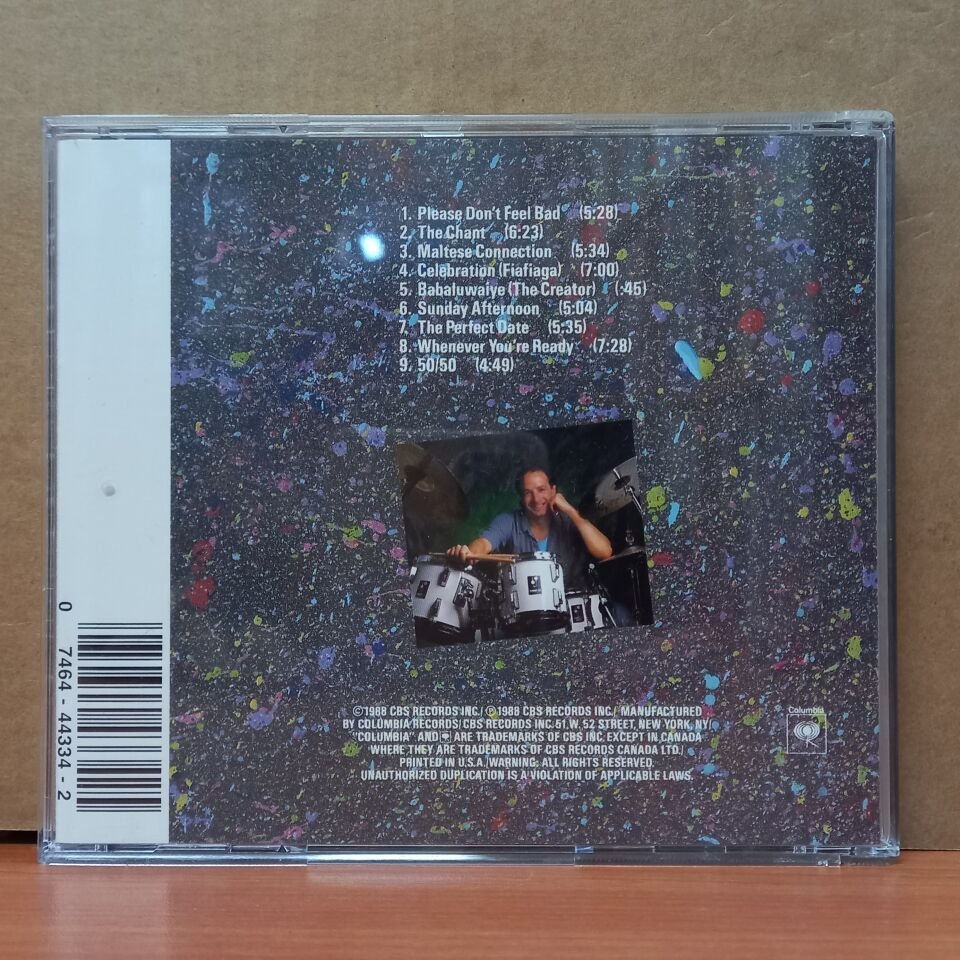 1. Please Don't Feel Bad (5:28)
2. The Chant (6:23)
3. Maltese Connection (5:34)
4. Celebration (Fiafiaga) (7:00)
5. Babaluwaiye (The Creator) (:45)
6. Sunday Afternoon (5:04)
7. The Perfect Date (5:35)
8. Whenever You're Ready (7:28)
9. 50/50 (4:49)
©1988 CBS RECORDS INC./ ℗1988 CBS RECORDS INC./ MANUFACTURED
BY COLUMBIA RECORDS/CBS RECORDS INC. 51 W. 52 STREET, NEW YORK, NY/
"COLUMBIA" AND ARE TRADEMARKS OF CBS INC. EXCEPT IN CANADA
WHERE THEY ARE TRADEMARKS OF CBS RECORDS CANADA LTD./
PRINTED IN U.S.A./WARNING: ALL RIGHTS RESERVED.
UNAUTHORIZED DUPLICATION IS A VIOLATION OF APPLICABLE LAWS.
Columbia
0 7464-44334-2